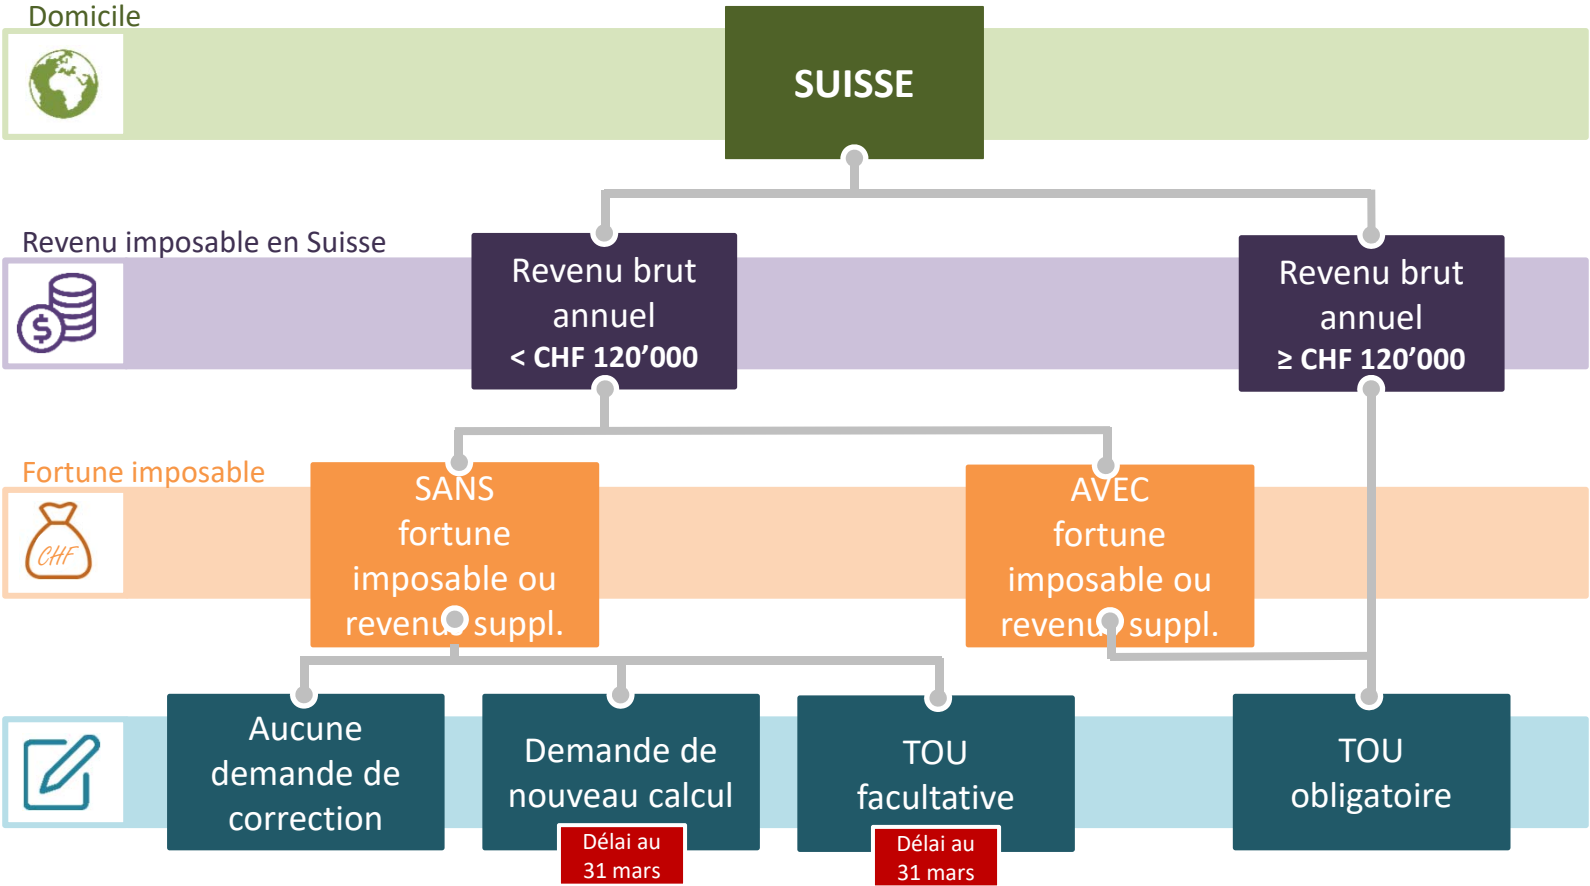 Domicile
SUISSE
Revenu imposable en Suisse
Revenu brut
annuel
< CHF 120’000
Revenu brut
annuel
≥ CHF 120’000
Fortune imposable
CHF
SANS
fortune
imposable ou
revenus suppl.
AVEC
fortune
imposable ou
revenus suppl.
Aucune
demande de
correction
Demande de
nouveau calcul
Délai au
31 mars
TOU
facultative
Délai au
31 mars
TOU
obligatoire